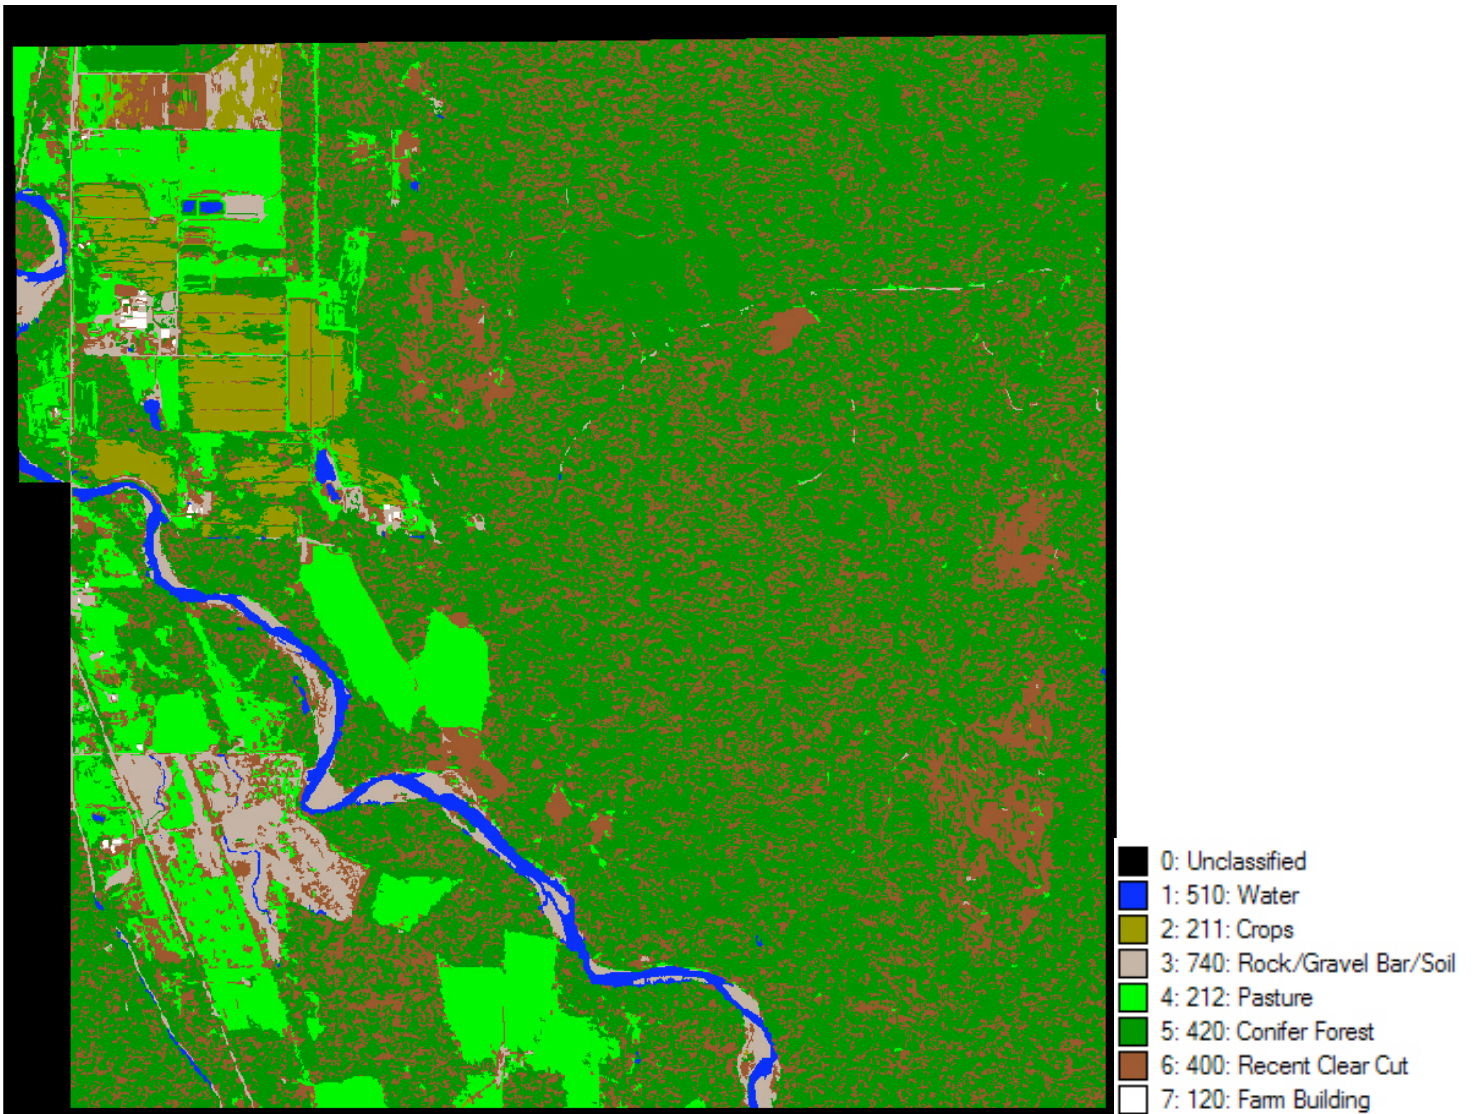 0: Unclassified
1: 510: Water
2: 211: Crops
3: 740: Rock/Gravel Bar/Soil
4: 212: Pasture
5: 420: Conifer Forest
6: 400: Recent Clear Cut
7: 120: Farm Building